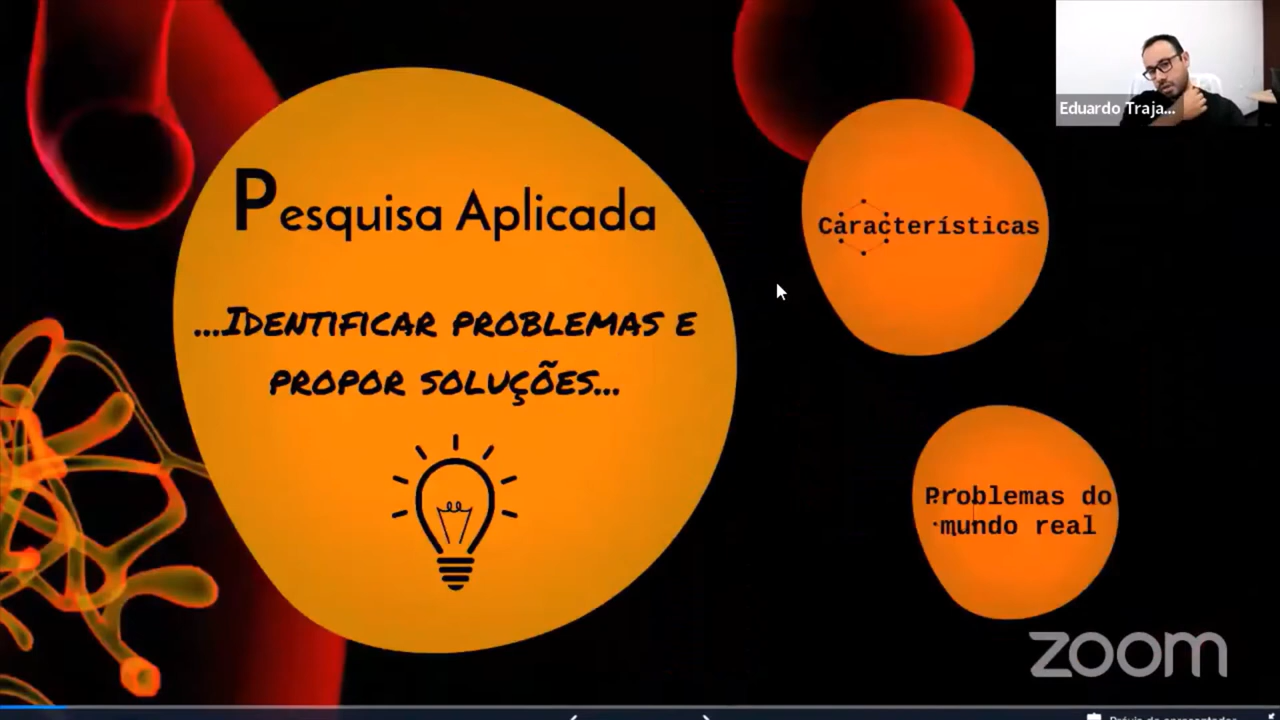 Pesquisa Aplicada
...Identificar problemas e
propor soluções...
Características
Problemas do
mundo real
Eduardo Traja...
zoom